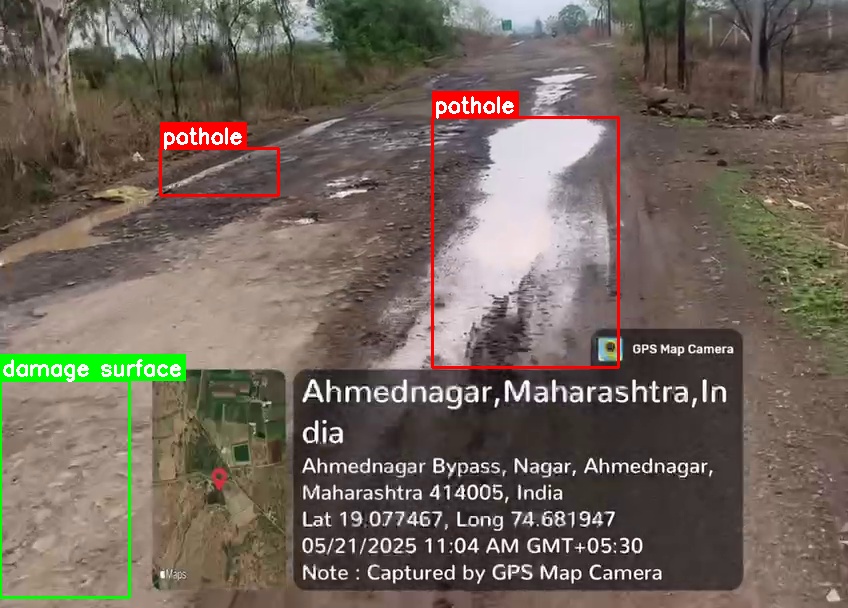 pothole
pothole
damage surface
GPS Map Camera
Ahmednagar,Maharashtra,In
dia
Ahmednagar Bypass, Nagar, Ahmednagar,
Maharashtra 414005, India
Lat 19.077467, Long 74.681947
05/21/2025 11:04 AM GMT+05:30
Note : Captured by GPS Map Camera
Maps